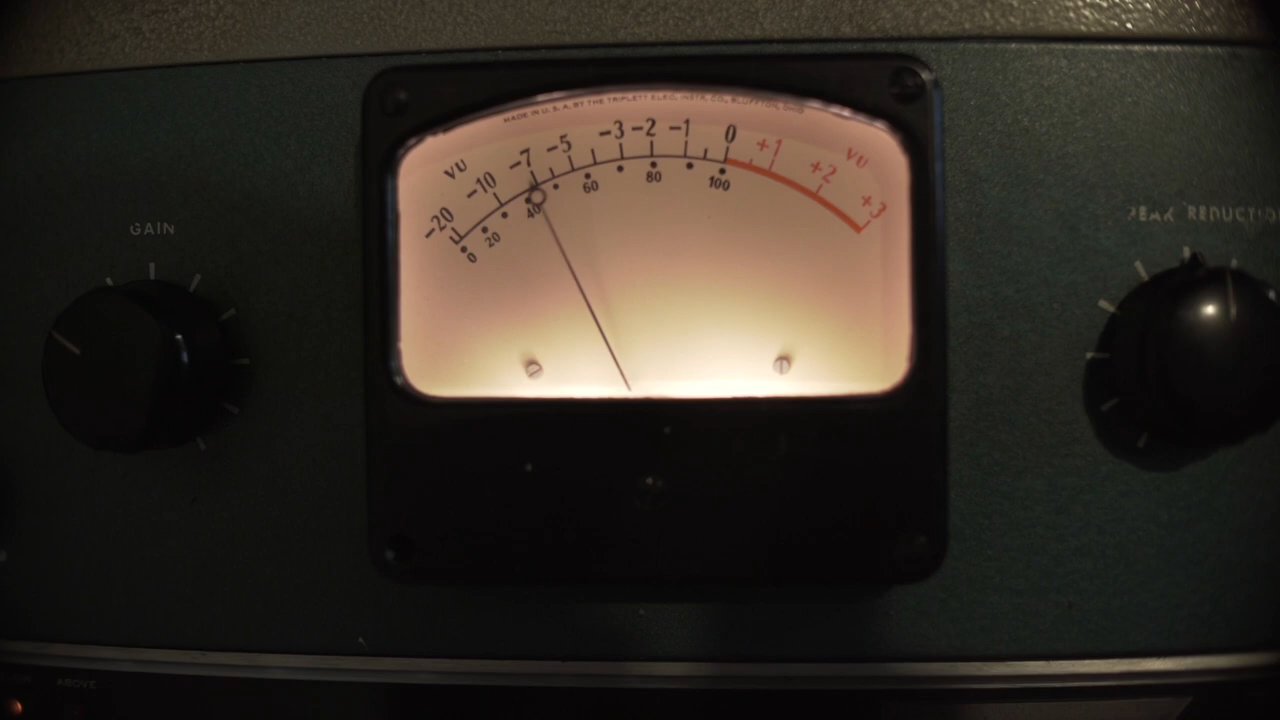 MADE IN U.S.A. BY THE TRIPLETT ELEC. INSTR. CO., BLUFFTON, OHIO
VU -20 -10 -7 -5 -3 -2 -1 0 +1 +2 +3 VU
0 20 40 60 80 100
GAIN
PEAK REDUCTIO
ABOVE